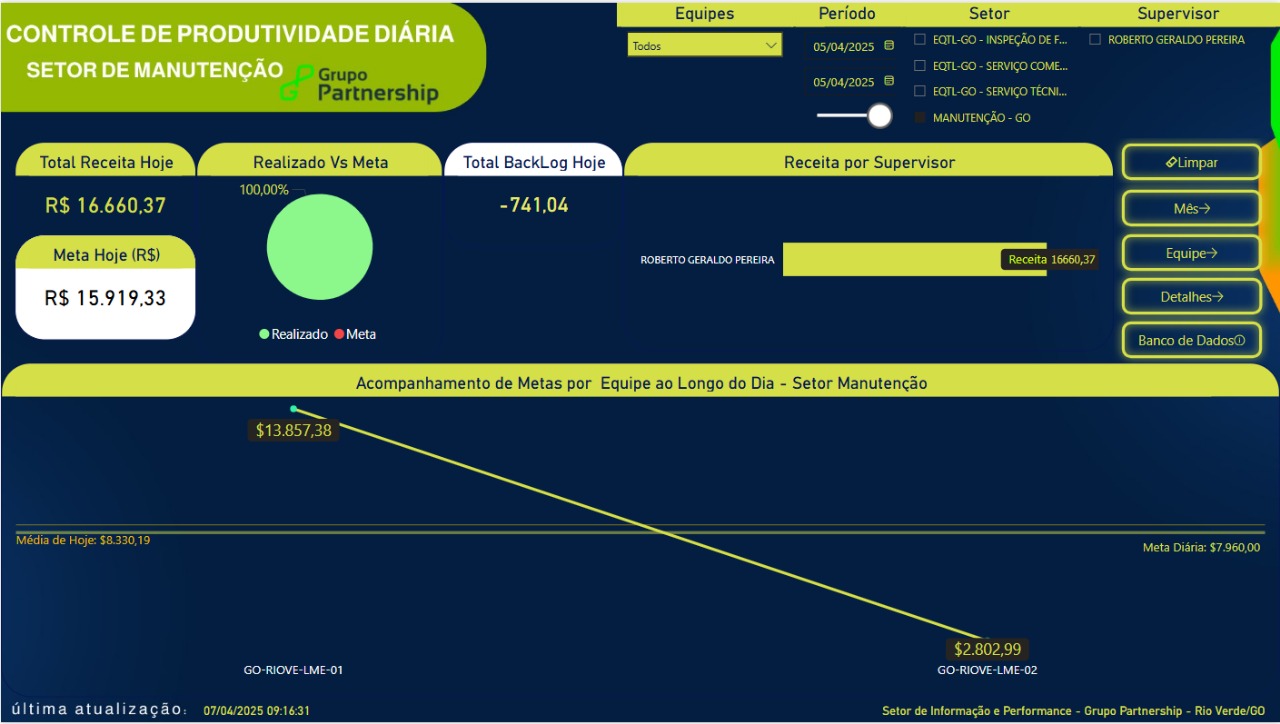 CONTROLE DE PRODUTIVIDADE DIÁRIA
SETOR DE MANUTENÇÃO
Grupo
Partnership
Equipes
Todos
Período
05/04/2025
05/04/2025
Setor
EQTL-GO - INSPEÇÃO DE F...
EQTL-GO - SERVIÇO COME...
EQTL-GO - SERVIÇO TÉCNI...
MANUTENÇÃO - GO
Supervisor
ROBERTO GERALDO PEREIRA
Total Receita Hoje
R$ 16.660,37
Meta Hoje (R$)
R$ 15.919,33
Realizado Vs Meta
100,00%
Realizado Meta
Total BackLog Hoje
-741,04
Receita por Supervisor
ROBERTO GERALDO PEREIRA
Receita 16660,37
Limpar
Mês→
Equipe→
Detalhes→
Banco de Dados
Acompanhamento de Metas por Equipe ao Longo do Dia - Setor Manutenção
$13.857,38
Média de Hoje: $8.330,19
Meta Diária: $7.960,00
$2.802,99
GO-RIOVE-LME-01
GO-RIOVE-LME-02
última atualização: 07/04/2025 09:16:31
Setor de Informação e Performance - Grupo Partnership - Rio Verde/GO